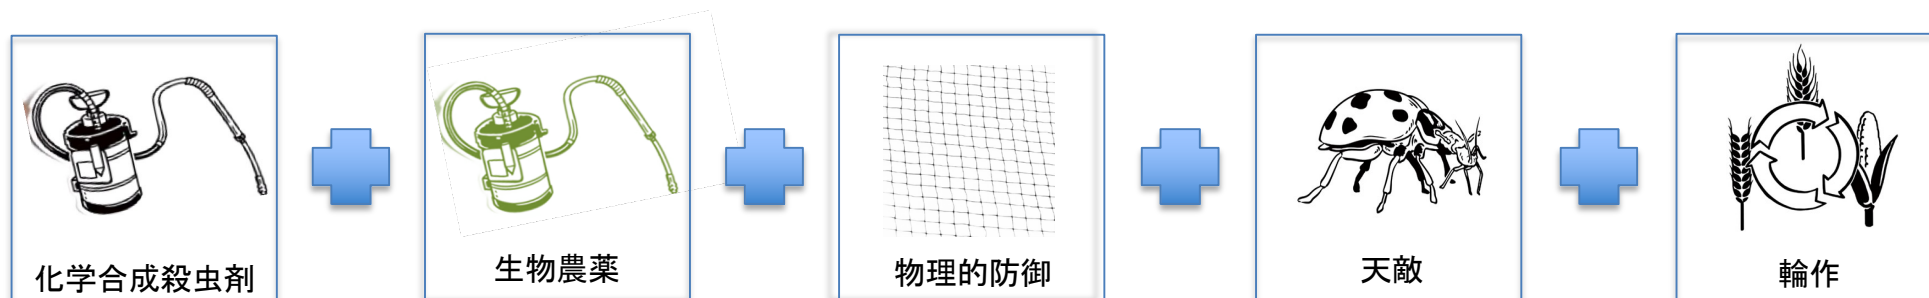 化学合成殺虫剤
生物農薬
物理的防御
天敵
輪作